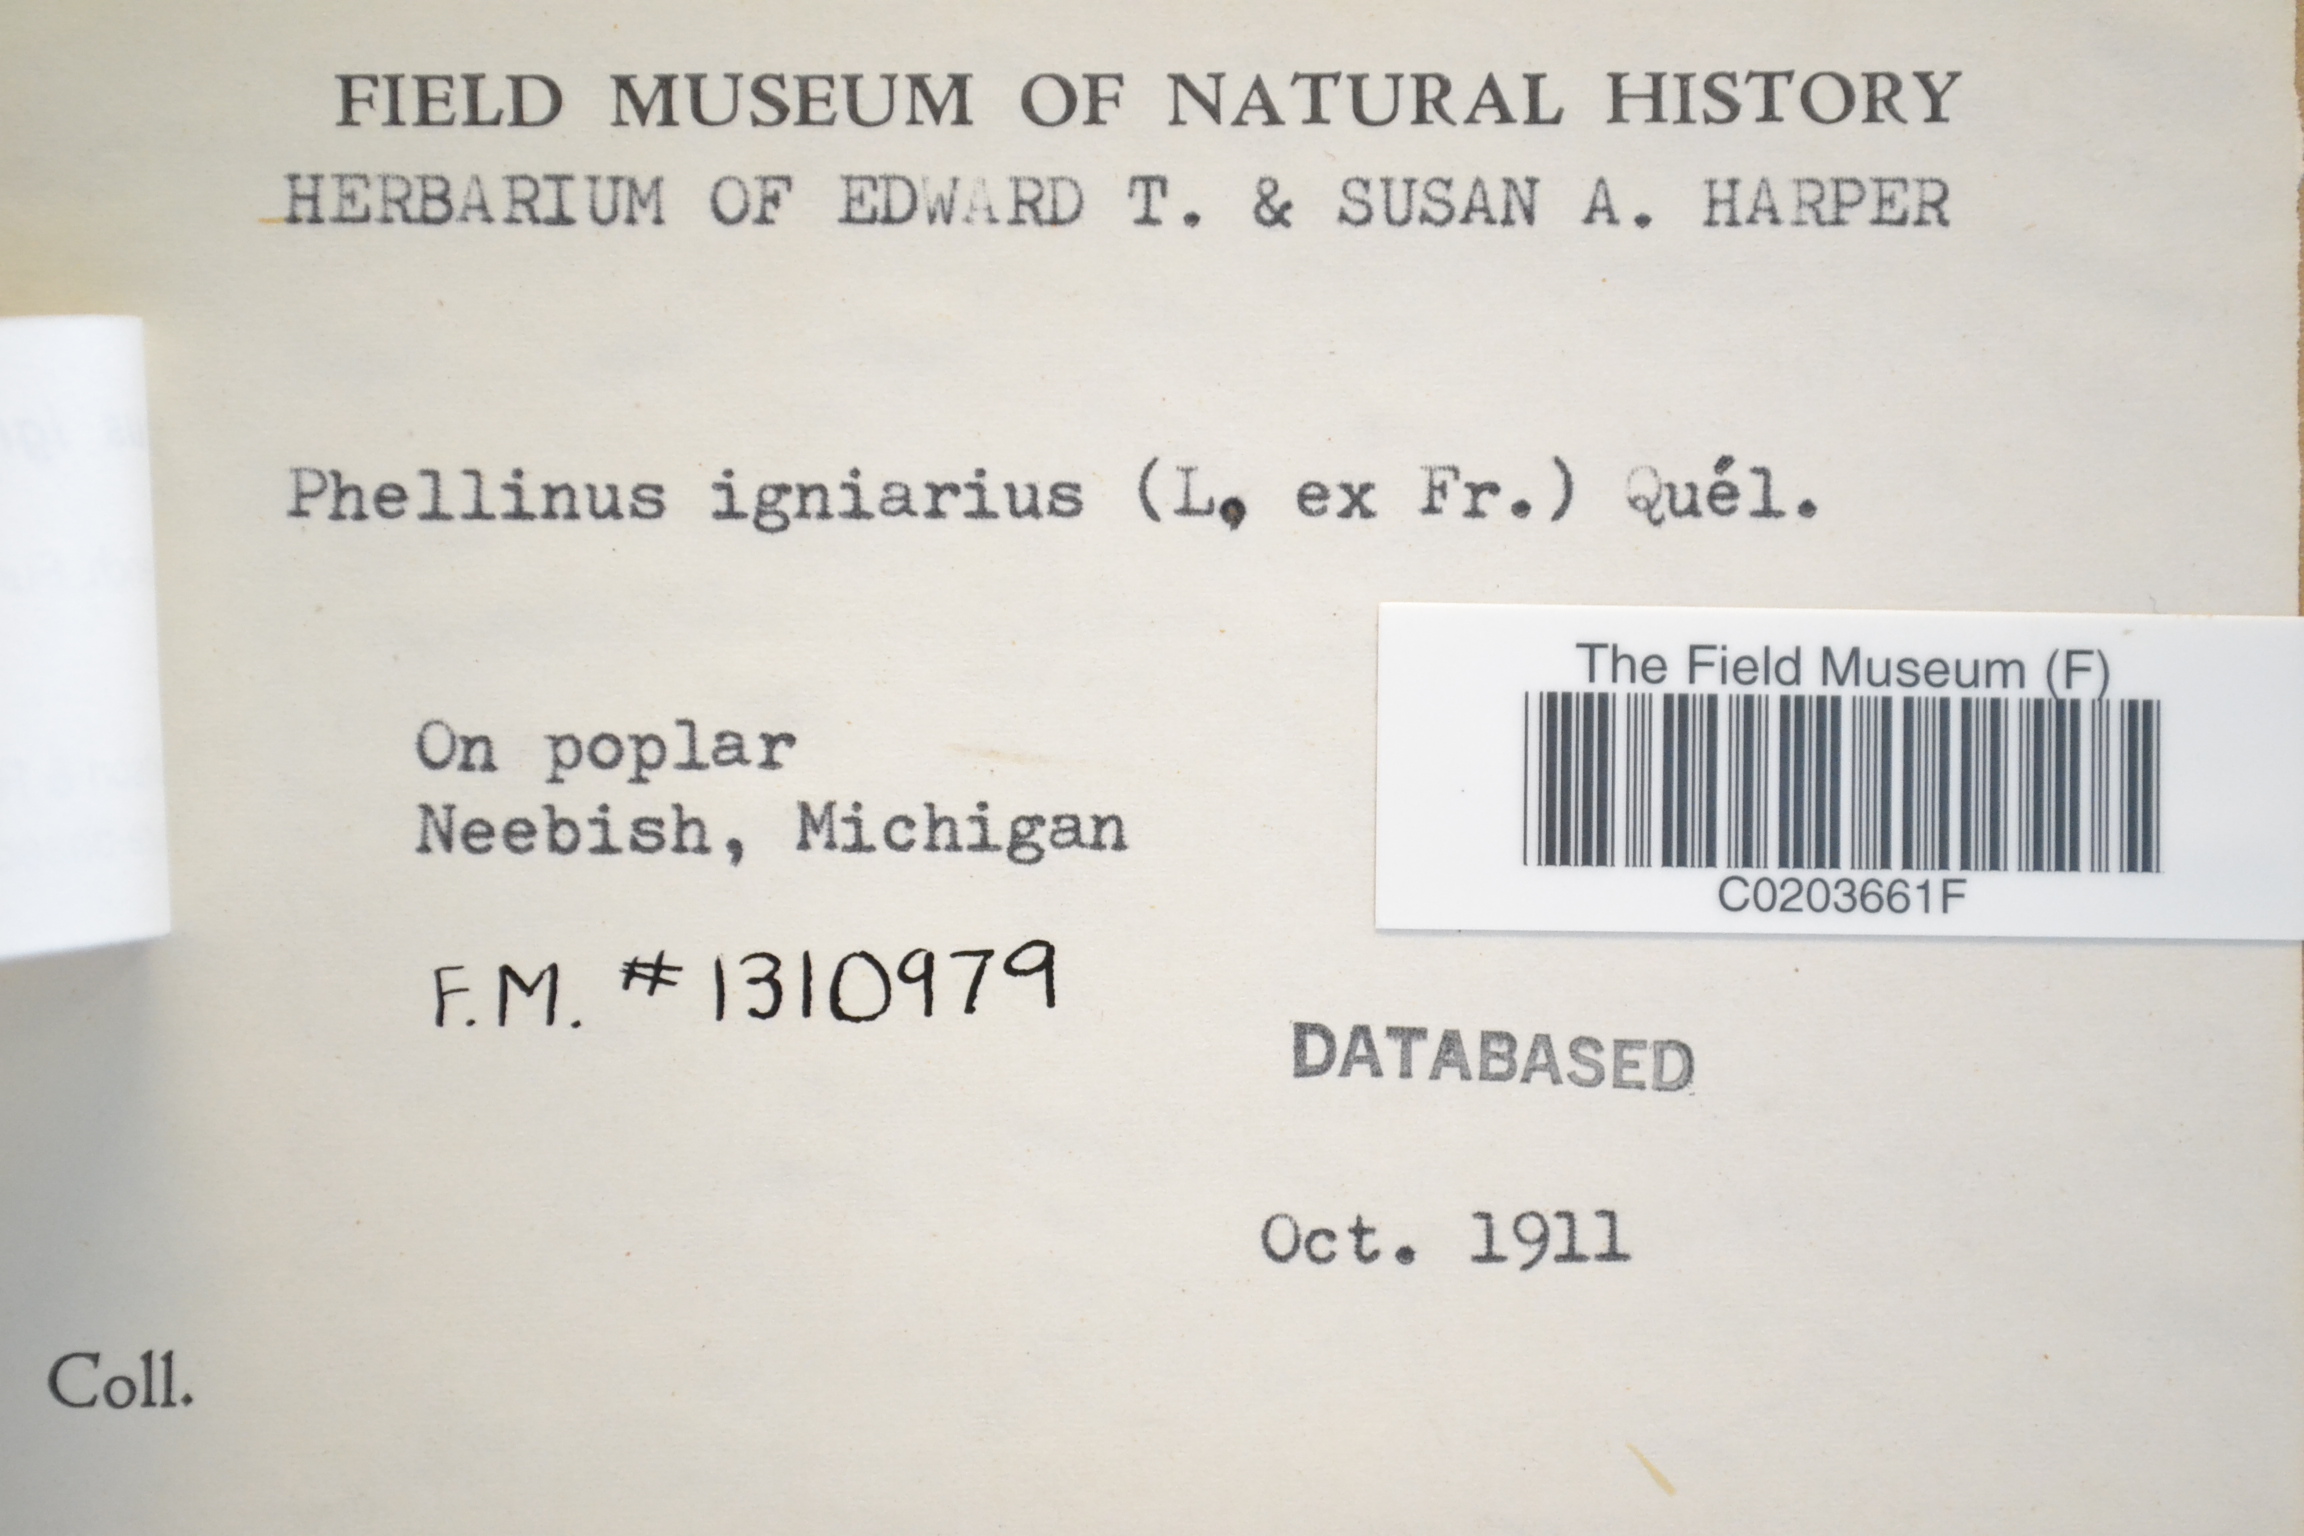 FIELD MUSEUM OF NATURAL HISTORY
HERBARIUM OF EDWARD T. & SUSAN A. HARPER
Phellinus igniarius (L. ex Fr.) Quél.
The Field Museum (F)
C0203661F
On poplar
Neebish, Michigan
F.M. #1310979
DATABASED
Oct. 1911
Coll.